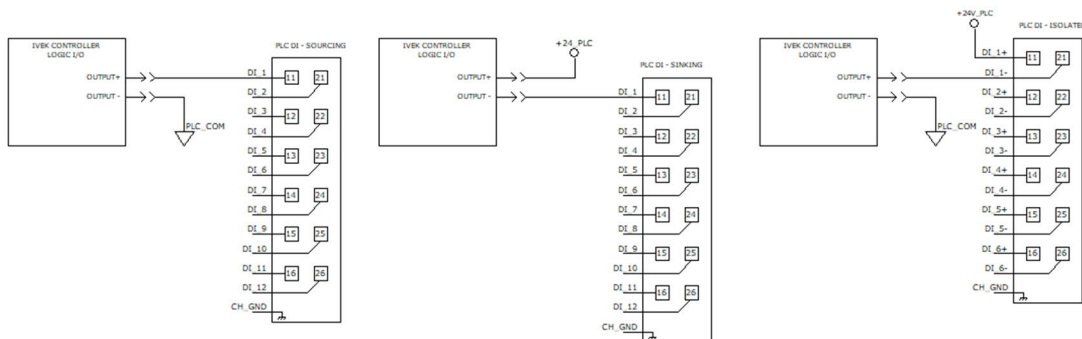 IVEK CONTROLLER
LOGIC I/O
OUTPUT+
OUTPUT -
PLC_COM
PLC DI - SOURCING
DI_1
11
21
DI_2
DI_3
12
22
DI_4
DI_5
13
23
DI_6
DI_7
14
24
DI_8
DI_9
15
25
DI_10
DI_11
16
26
DI_12
CH_GND
IVEK CONTROLLER
LOGIC I/O
OUTPUT+
OUTPUT -
+24_PLC
PLC DI - SINKING
DI_1
11
21
DI_2
DI_3
12
22
DI_4
DI_5
13
23
DI_6
DI_7
14
24
DI_8
DI_9
15
25
DI_10
DI_11
16
26
DI_12
CH_GND
IVEK CONTROLLER
LOGIC I/O
OUTPUT+
OUTPUT -
PLC_COM
+24V_PLC
PLC DI - ISOLATE
DI_1+
11
21
DI_1-
DI_2+
12
22
DI_2-
DI_3+
13
23
DI_3-
DI_4+
14
24
DI_4-
DI_5+
15
25
DI_5-
DI_6+
16
26
DI_6-
CH_GND